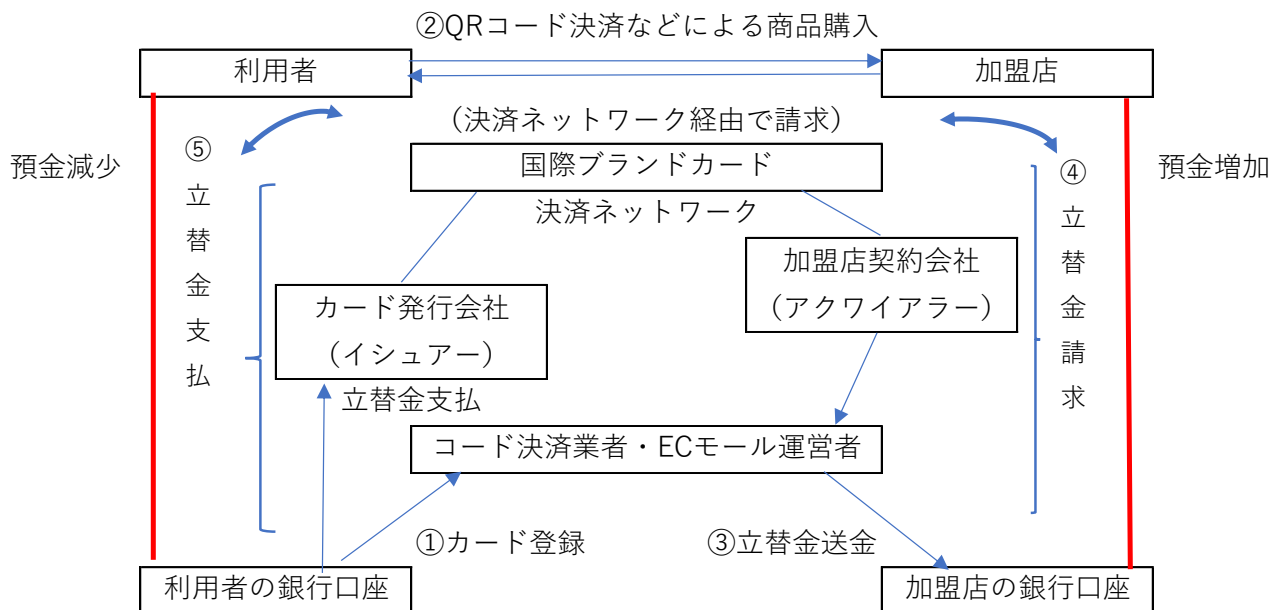 ②QRコード決済などによる商品購入
利用者
加盟店
（決済ネットワーク経由で請求）
国際ブランドカード
決済ネットワーク
預金減少
⑤立替金支払
④立替金請求
預金増加
加盟店契約会社
（アクワイアラー）
カード発行会社
（イシュアー）
立替金支払
コード決済業者・ECモール運営者
①カード登録
③立替金送金
利用者の銀行口座
加盟店の銀行口座